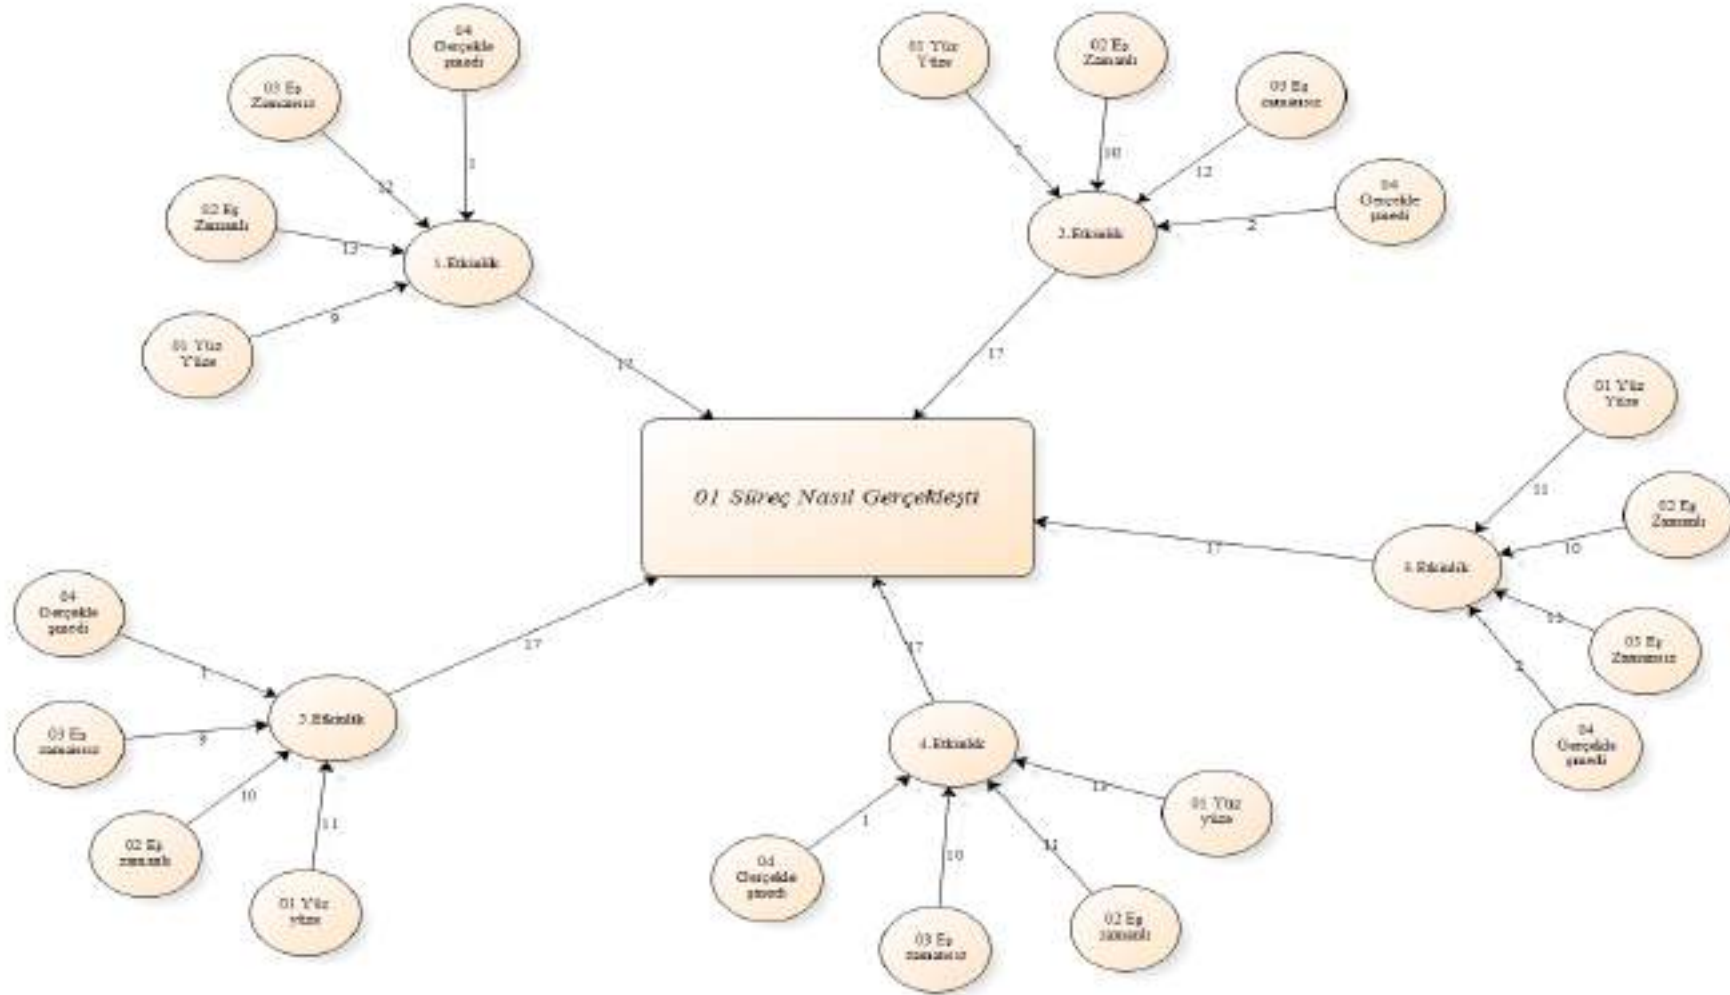 04
Gerçekle
şmedi
03 Eş
Zamansız
02 Eş
Zamanlı
01 Yüz
Yüze
1
12
13
9
1.Etkinlik
17
01 Yüz
Yüze
02 Eş
Zamanlı
03 Eş
zamansız
04
Gerçekle
şmedi
10
12
2
2.Etkinlik
17
01 Süreç Nasıl Gerçekleşti
01 Yüz
Yüze
02 Eş
Zamanlı
03 Eş
Zamansız
04
Gerçekle
şmedi
11
10
2
.Etkinlik
17
04
Gerçekle
şmedi
03 Eş
zamansız
02 Eş
zamanlı
01 Yüz
yüze
1
9
10
11
.Etkinlik
17
4.Etkinlik
17
04
Gerçekle
şmedi
03 Eş
zamansız
02 Eş
zamanlı
01 Yüz
yüze
1
10
11